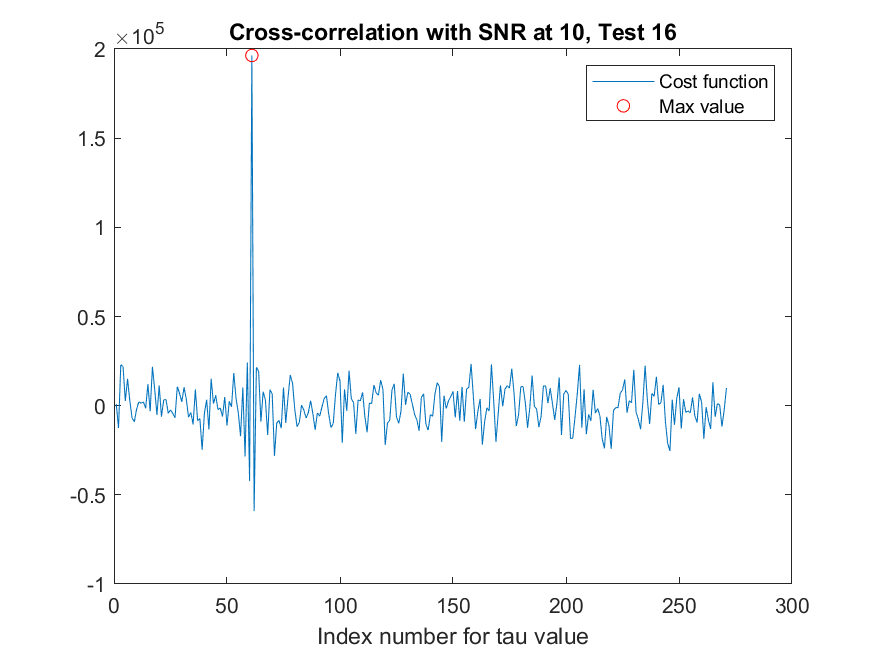 Cross-correlation with SNR at 10, Test 16
×10^5
2
1.5
1
0.5
0
-0.5
-1
0 50 100 150 200 250 300
Index number for tau value
Cost function
Max value